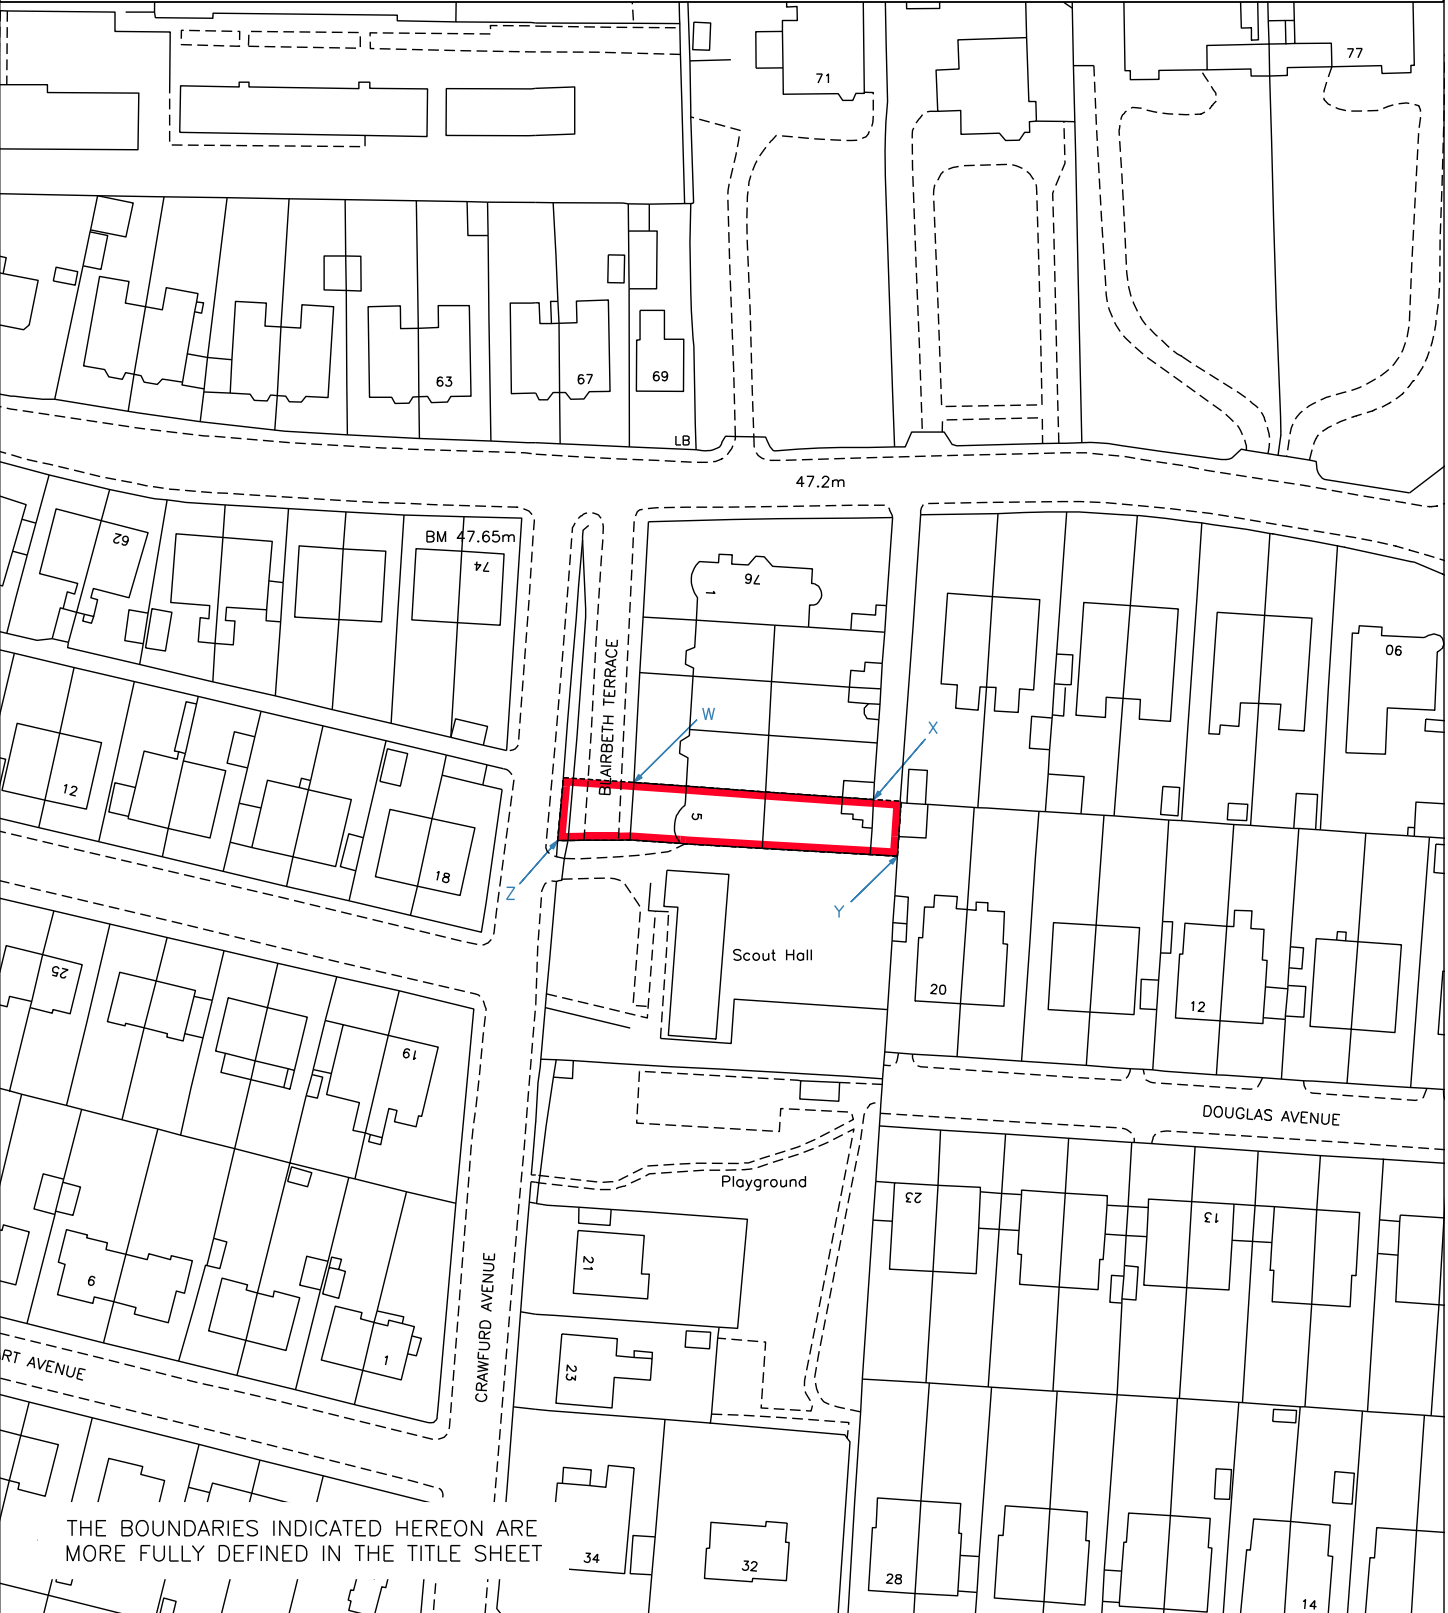 71
77
63
67
69
LB
47.2m
BM 47.65m
62
74
76
1
90
BLAIRBETH TERRACE
W
X
12
5
18
Z
Y
Scout Hall
25
20
12
19
DOUGLAS AVENUE
Playground
23
13
21
9
CRAWFURD AVENUE
23
1
RT AVENUE
THE BOUNDARIES INDICATED HEREON ARE
MORE FULLY DEFINED IN THE TITLE SHEET
34
32
28
14